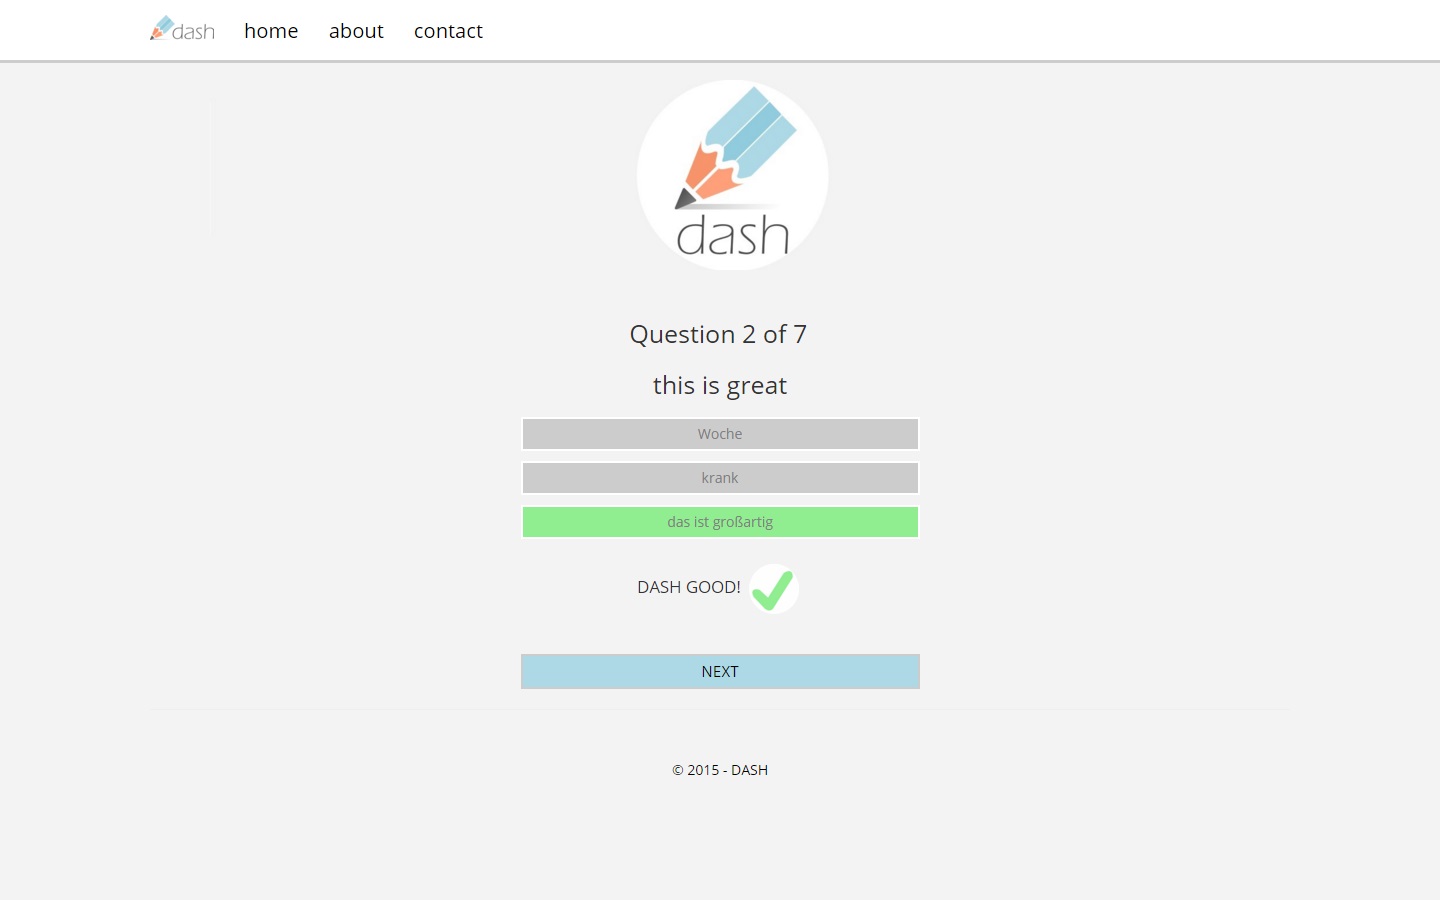 dash home about contact
dash
Question 2 of 7
this is great
Woche
krank
das ist großartig
DASH GOOD!
NEXT
© 2015 - DASH